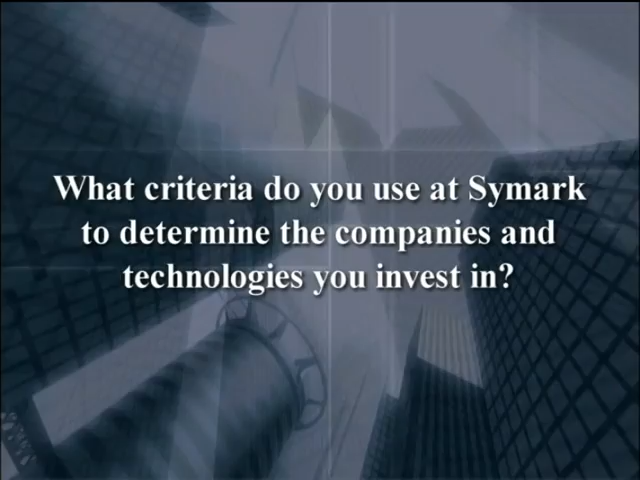 What criteria do you use at Symark
to determine the companies and
technologies you invest in?